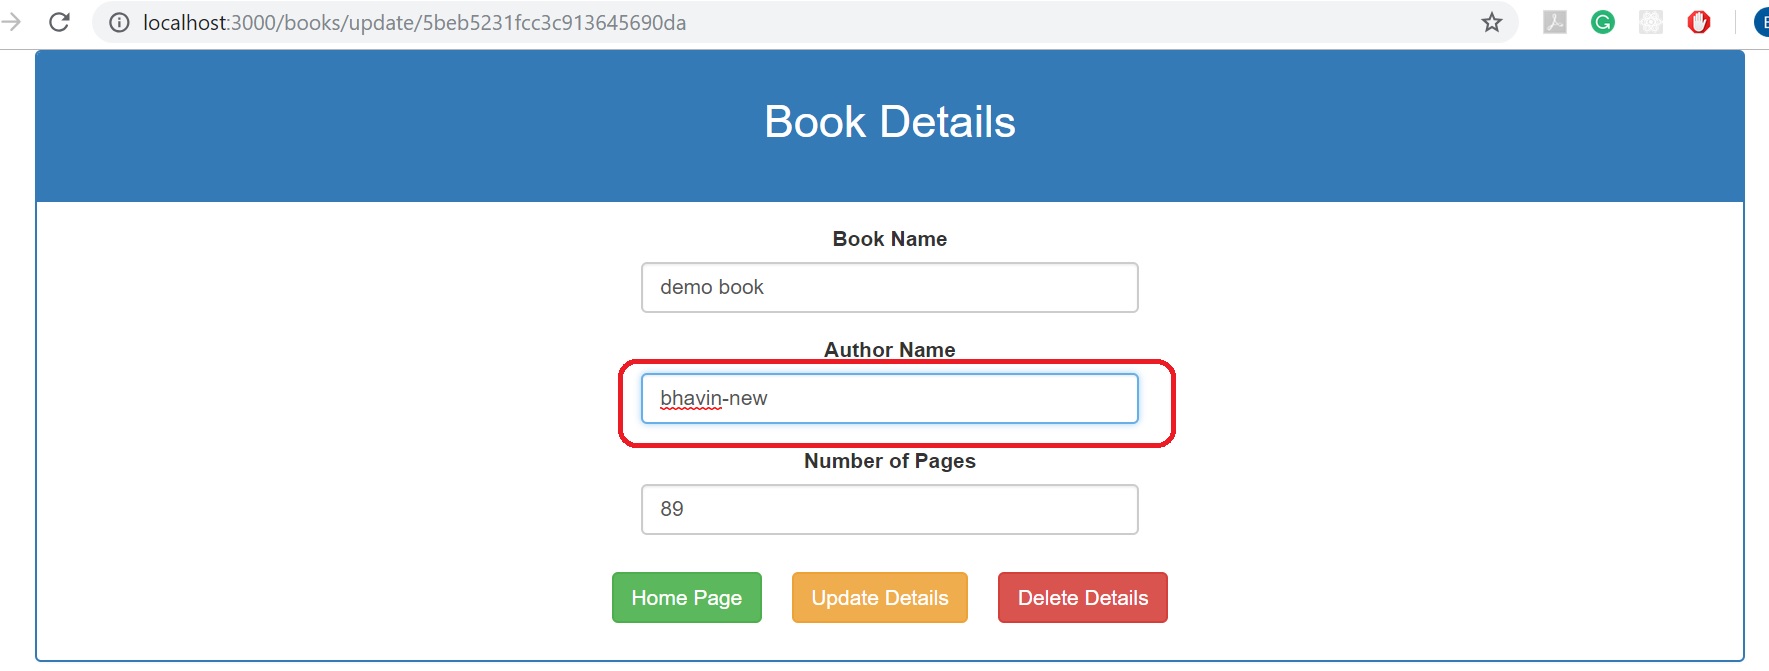 localhost:3000/books/update/5beb5231fcc3c913645690da
Book Details
Book Name
demo book
Author Name
bhavin-new
Number of Pages
89
Home Page Update Details Delete Details